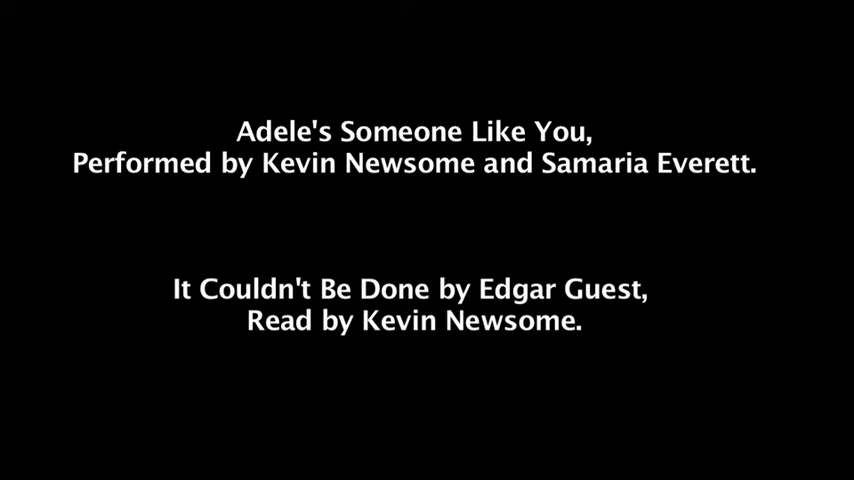 Adele's Someone Like You,
Performed by Kevin Newsome and Samaria Everett.
It Couldn't Be Done by Edgar Guest,
Read by Kevin Newsome.